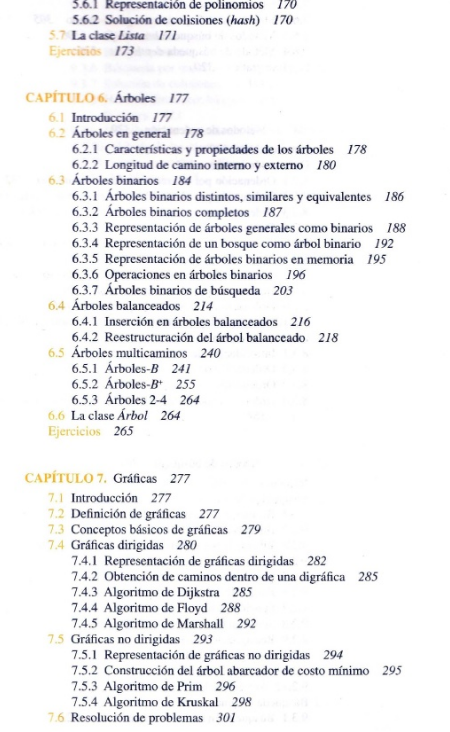 5.6.1 Representación de polinomios 170
5.6.2 Solución de colisiones (hash) 170
5.7 La clase Lista 171
Ejercicios 173
CAPÍTULO 6. Árboles 177
6.1 Introducción 177
6.2 Árboles en general 178
6.2.1 Características y propiedades de los árboles 178
6.2.2 Longitud de camino interno y externo 180
6.3 Árboles binarios 184
6.3.1 Árboles binarios distintos, similares y equivalentes 186
6.3.2 Árboles binarios completos 187
6.3.3 Representación de árboles generales como binarios 188
6.3.4 Representación de un bosque como árbol binario 192
6.3.5 Representación de árboles binarios en memoria 195
6.3.6 Operaciones en árboles binarios 196
6.3.7 Árboles binarios de búsqueda 203
6.4 Árboles balanceados 214
6.4.1 Inserción en árboles balanceados 216
6.4.2 Reestructuración del árbol balanceado 218
6.5 Árboles multicaminos 240
6.5.1 Árboles-B 241
6.5.2 Árboles-B+ 255
6.5.3 Árboles 2-4 264
6.6 La clase Árbol 264
Ejercicios 265
CAPÍTULO 7. Gráficas 277
7.1 Introducción 277
7.2 Definición de gráficas 277
7.3 Conceptos básicos de gráficas 279
7.4 Gráficas dirigidas 280
7.4.1 Representación de gráficas dirigidas 282
7.4.2 Obtención de caminos dentro de una digráfica 285
7.4.3 Algoritmo de Dijkstra 285
7.4.4 Algoritmo de Floyd 288
7.4.5 Algoritmo de Marshall 292
7.5 Gráficas no dirigidas 293
7.5.1 Representación de gráficas no dirigidas 294
7.5.2 Construcción del árbol abarcador de costo mínimo 295
7.5.3 Algoritmo de Prim 296
7.5.4 Algoritmo de Kruskal 298
7.6 Resolución de problemas 301